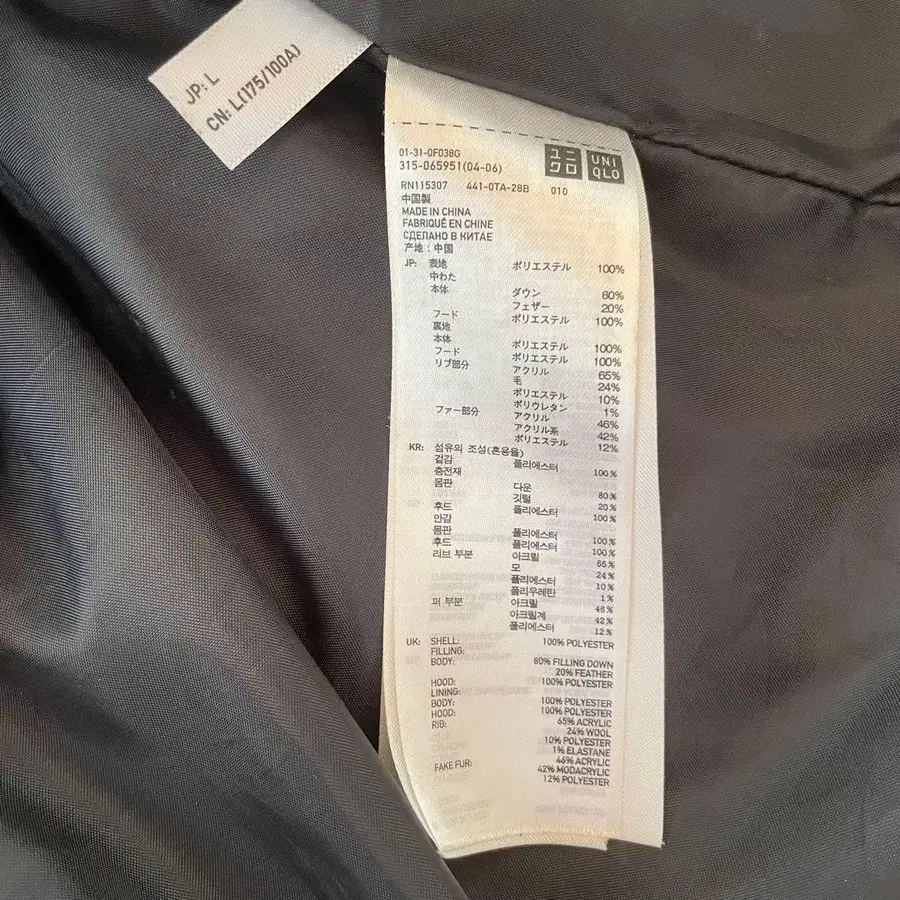 JP: L
CN: L(175/100A)
01-31-0F038G
315-065951(04-06)
ユニクロ
UNIQLO
RN115307 441-0TA-28B 010
中国製
MADE IN CHINA
FABRIQUÉ EN CHINE
СДЕЛАНО В КИТАЕ
产地：中国
JP: 表地 ポリエステル 100%
中わた
本体 ダウン 80%
フェザー 20%
フード ポリエステル 100%
裏地
本体 ポリエステル 100%
フード ポリエステル 100%
リブ部分 アクリル 65%
毛 24%
ポリエステル 10%
ポリウレタン 1%
ファー部分 アクリル 46%
アクリル系 42%
ポリエステル 12%
KR: 섬유의 조성(혼용율)
겉감 폴리에스터 100%
충전재
몸판 다운 80%
깃털 20%
후드 폴리에스터 100%
안감
몸판 폴리에스터 100%
후드 폴리에스터 100%
리브 부분 아크릴 65%
모 24%
폴리에스터 10%
폴리우레탄 1%
퍼 부분 아크릴 46%
아크릴계 42%
폴리에스터 12%
UK: SHELL: 100% POLYESTER
FILLING:
BODY: 80% FILLING DOWN
20% FEATHER
HOOD: 100% POLYESTER
LINING:
BODY: 100% POLYESTER
HOOD: 100% POLYESTER
RIB: 65% ACRYLIC
24% WOOL
10% POLYESTER
1% ELASTANE
FAKE FUR: 46% ACRYLIC
42% MODACRYLIC
12% POLYESTER